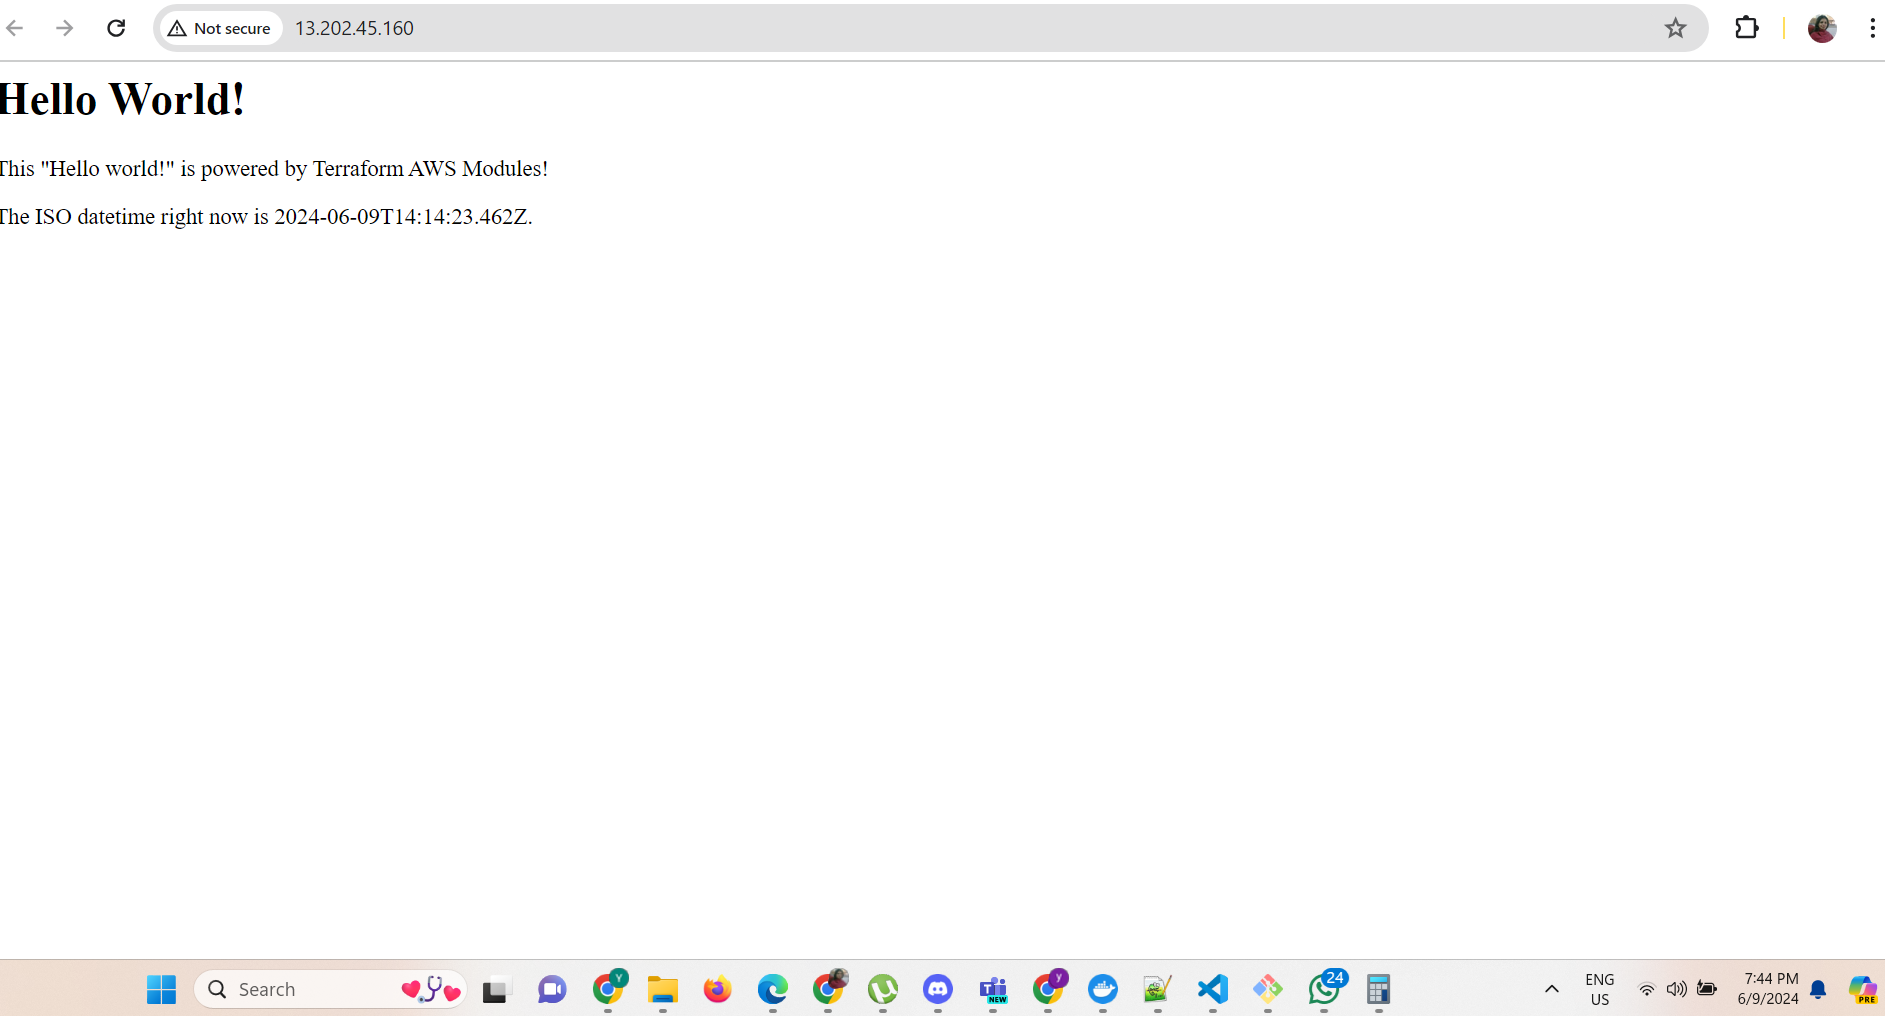 Not secure
13.202.45.160
Hello World!
This "Hello world!" is powered by Terraform AWS Modules!
The ISO datetime right now is 2024-06-09T14:14:23.462Z.
Search
Y
NEW
y
24
ENG
US
7:44 PM
6/9/2024
PRE